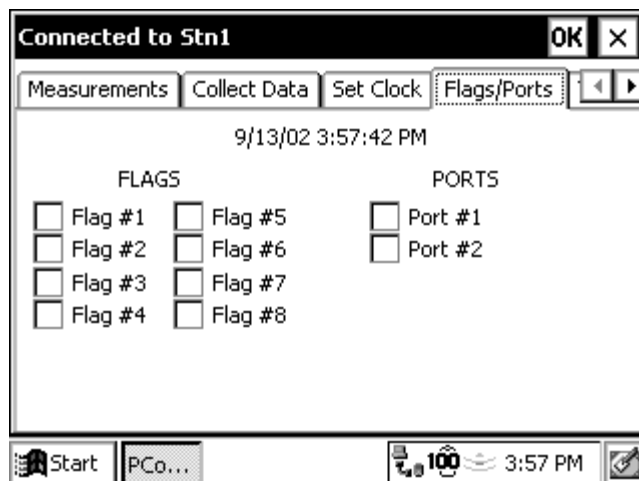 Connected to Stn1 OK ×
Measurements Collect Data Set Clock Flags/Ports
9/13/02 3:57:42 PM
FLAGS PORTS
Flag #1 Flag #5 Port #1
Flag #2 Flag #6 Port #2
Flag #3 Flag #7
Flag #4 Flag #8
Start PCo... 100 3:57 PM